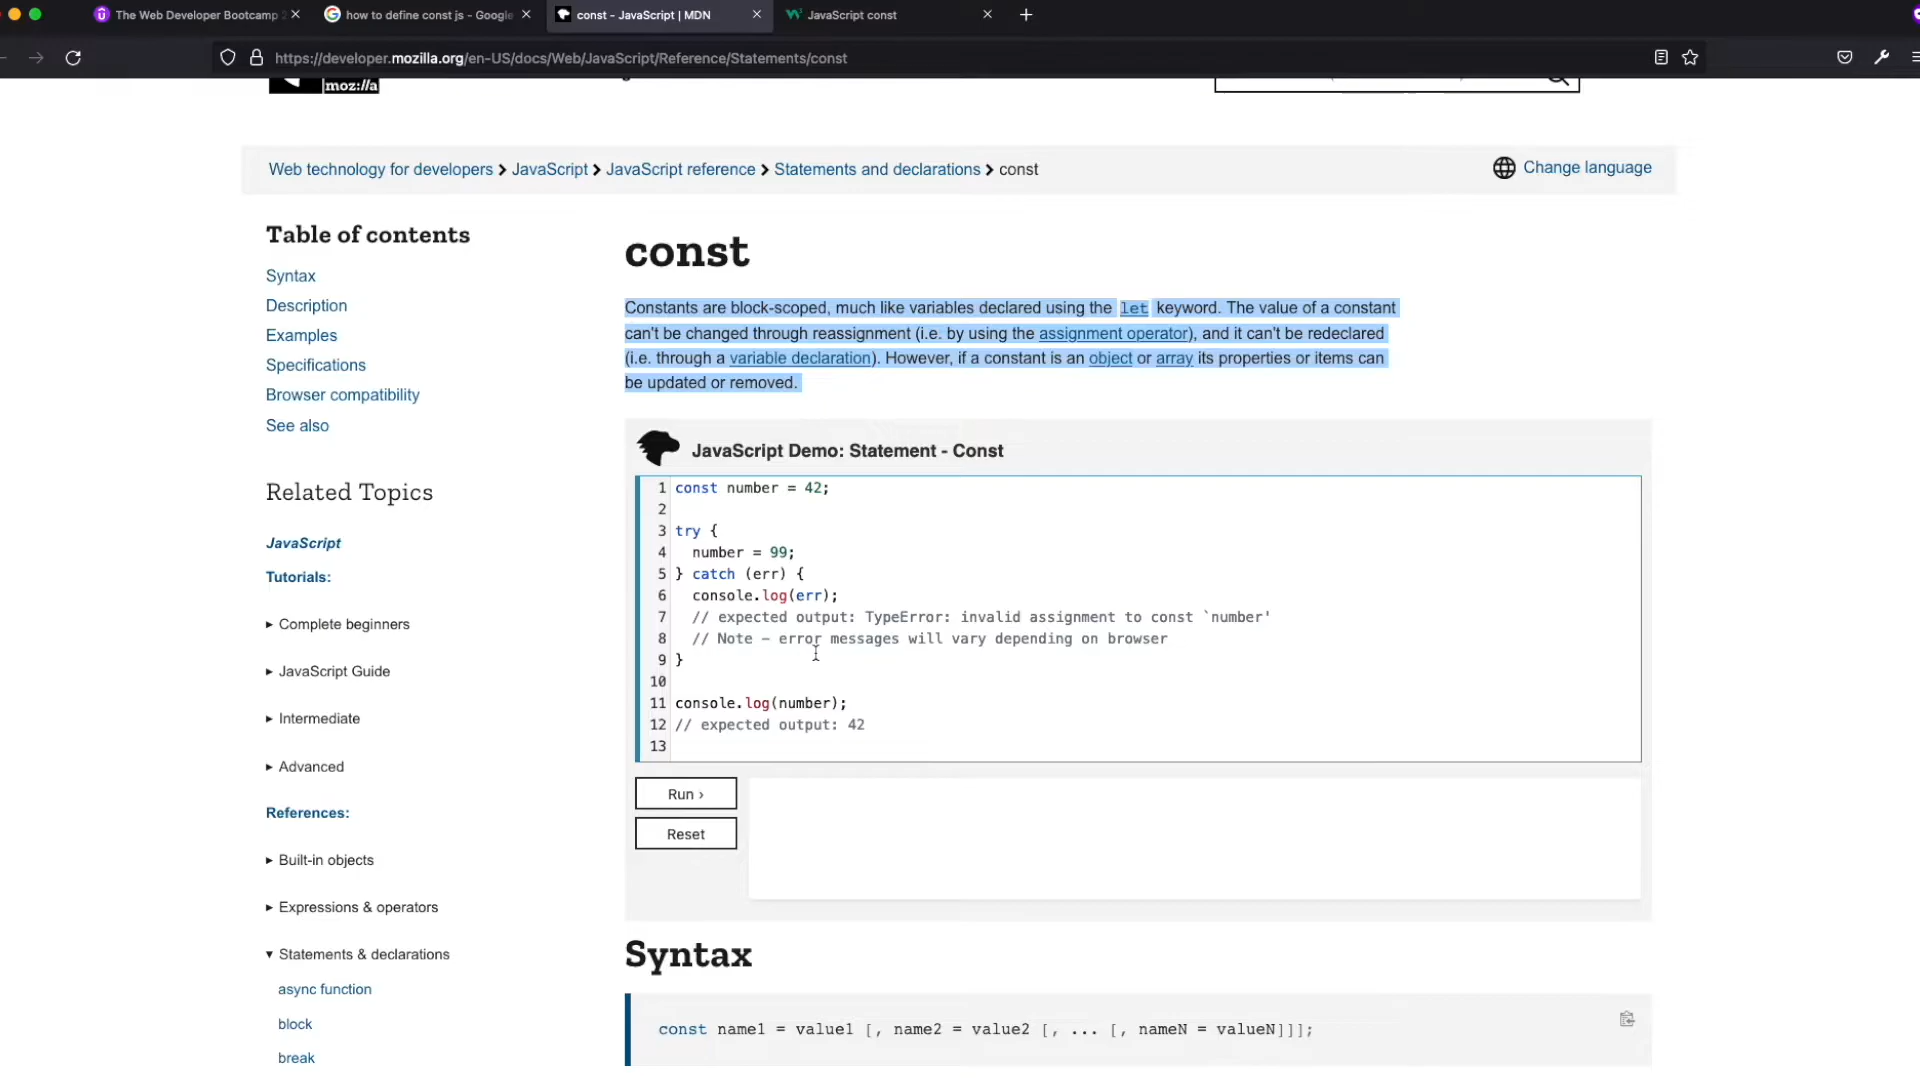 The Web Developer Bootcamp 2
how to define const js - Google
const - JavaScript | MDN
JavaScript const
https://developer.mozilla.org/en-US/docs/Web/JavaScript/Reference/Statements/const
moz://a
Web technology for developers JavaScript JavaScript reference Statements and declarations const
Change language
Table of contents
Syntax
Description
Examples
Specifications
Browser compatibility
See also
Related Topics
JavaScript
Tutorials:
Complete beginners
JavaScript Guide
Intermediate
Advanced
References:
Built-in objects
Expressions & operators
Statements & declarations
async function
block
break
const
Constants are block-scoped, much like variables declared using the let keyword. The value of a constant
can't be changed through reassignment (i.e. by using the assignment operator), and it can't be redeclared
(i.e. through a variable declaration). However, if a constant is an object or array its properties or items can
be updated or removed.
JavaScript Demo: Statement - Const
1 const number = 42;
2
3 try {
4 number = 99;
5 } catch (err) {
6 console.log(err);
7 // expected output: TypeError: invalid assignment to const `number'
8 // Note - error messages will vary depending on browser
9 }
10
11 console.log(number);
12 // expected output: 42
13
Run ›
Reset
Syntax
const name1 = value1 [, name2 = value2 [, ... [, nameN = valueN]]];